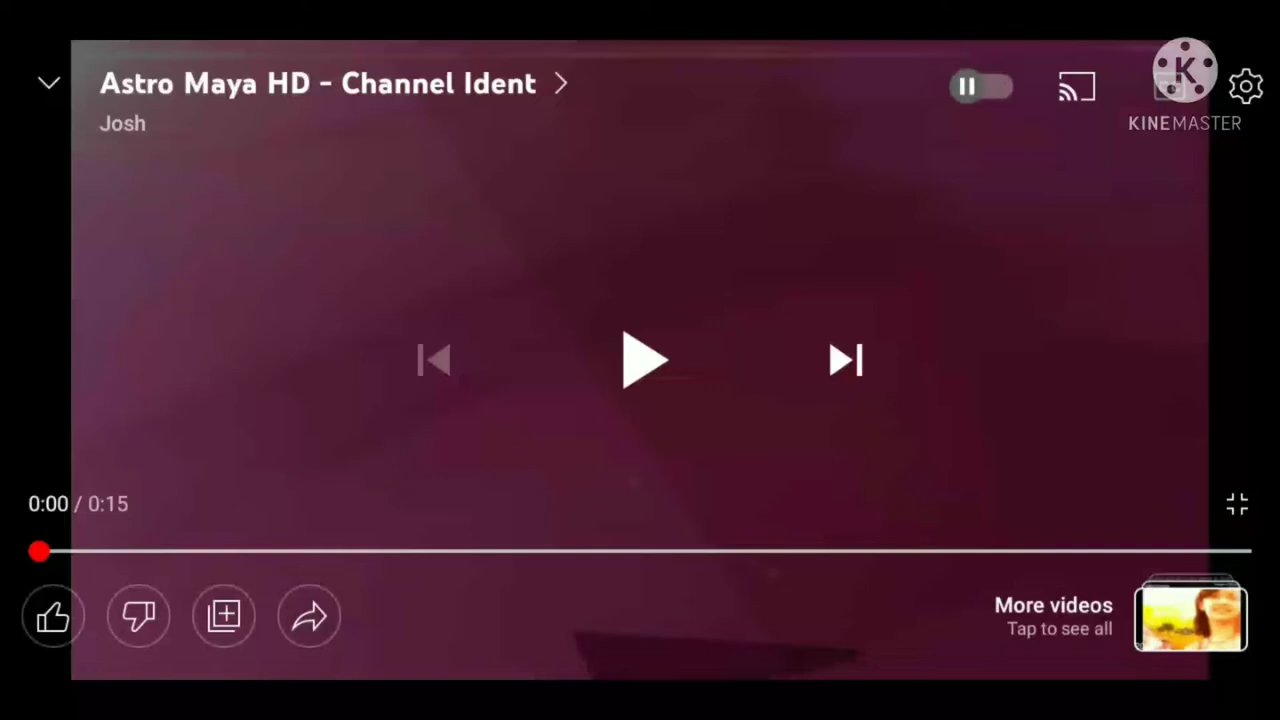 Astro Maya HD - Channel Ident
Josh
K
KINEMASTER
0:00 / 0:15
More videos
Tap to see all